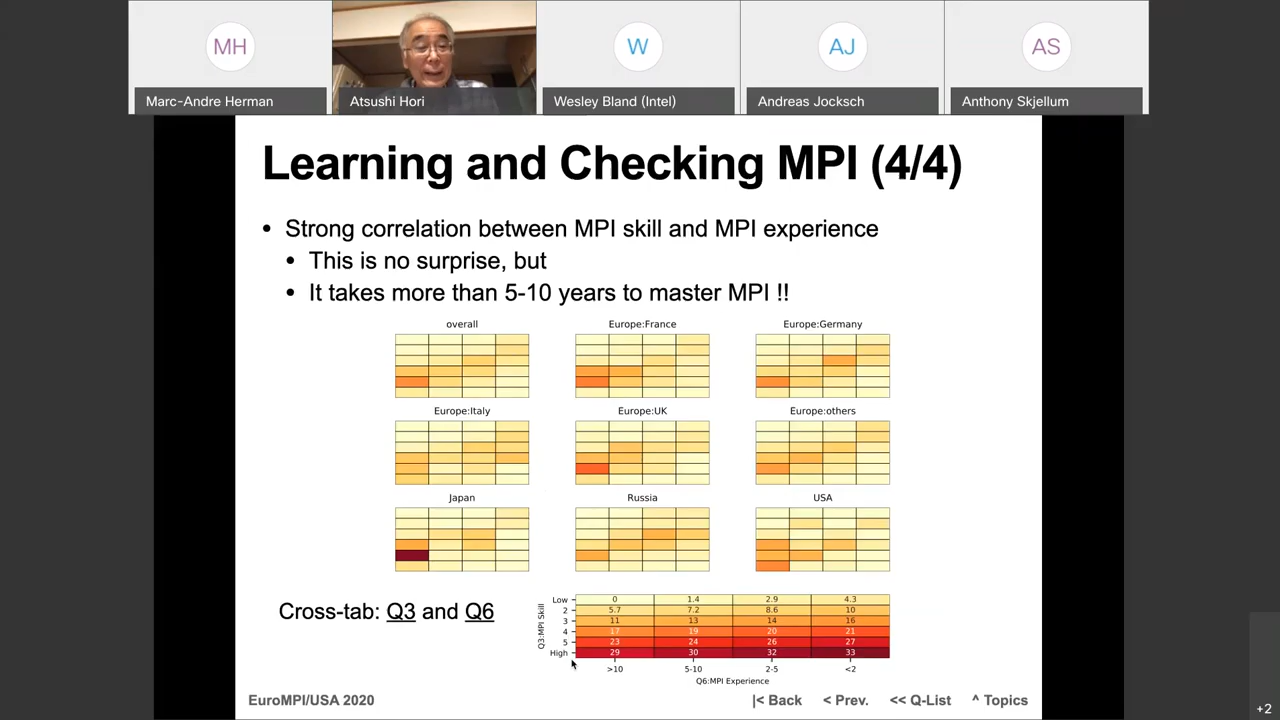 MH
W
AJ
AS
Marc-Andre Herman
Atsushi Hori
Wesley Bland (Intel)
Andreas Jocksch
Anthony Skjellum
Learning and Checking MPI (4/4)
• Strong correlation between MPI skill and MPI experience
• This is no surprise, but
• It takes more than 5-10 years to master MPI !!
overall
Europe:France
Europe:Germany
Europe:Italy
Europe:UK
Europe:others
Japan
Russia
USA
Cross-tab: Q3 and Q6
Q3:MPI Skill
Low 0 1.4 2.9 4.3
2 5.7 7.2 8.6 10
3 11 13 14 16
4 17 19 20 21
5 23 24 26 27
High 29 30 32 33
>10 5-10 2-5 <2
Q6:MPI Experience
EuroMPI/USA 2020
|< Back
< Prev.
<< Q-List
^ Topics
+2